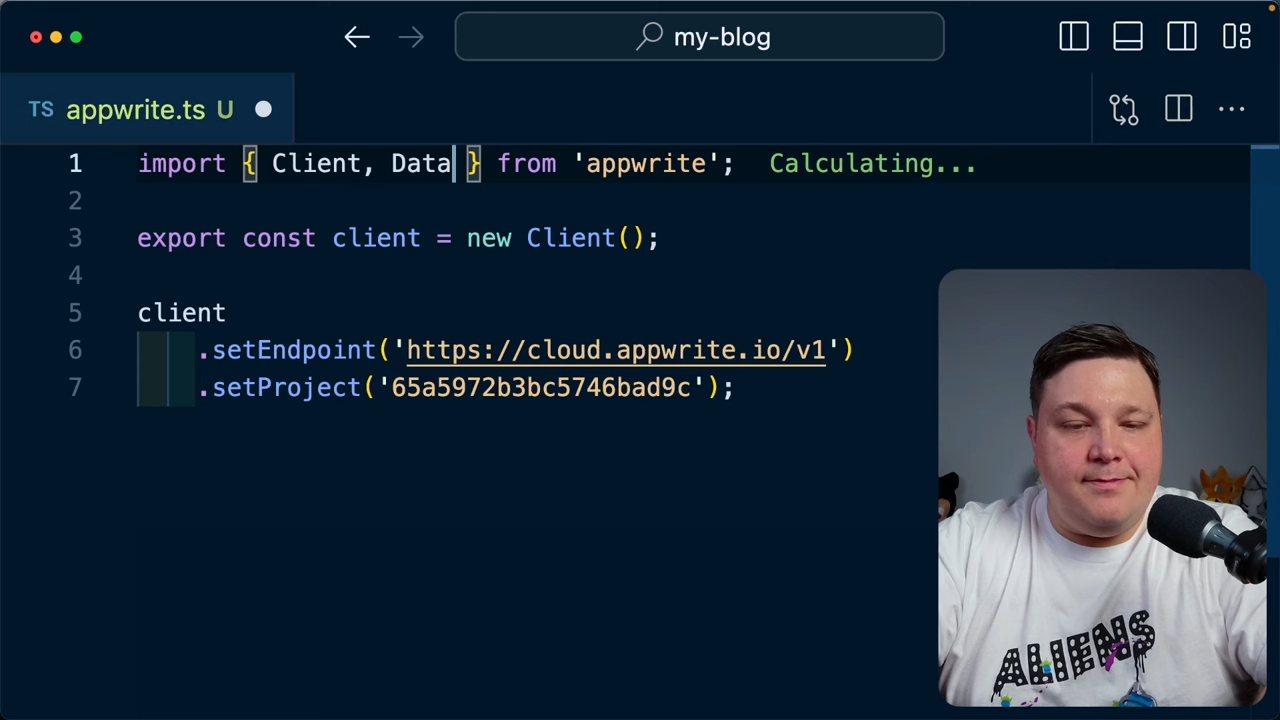 my-blog
TS appwrite.ts U
1 import { Client, Data } from 'appwrite'; Calculating...
2
3 export const client = new Client();
4
5 client
6 .setEndpoint('https://cloud.appwrite.io/v1')
7 .setProject('65a5972b3bc5746bad9c');
ALIENS